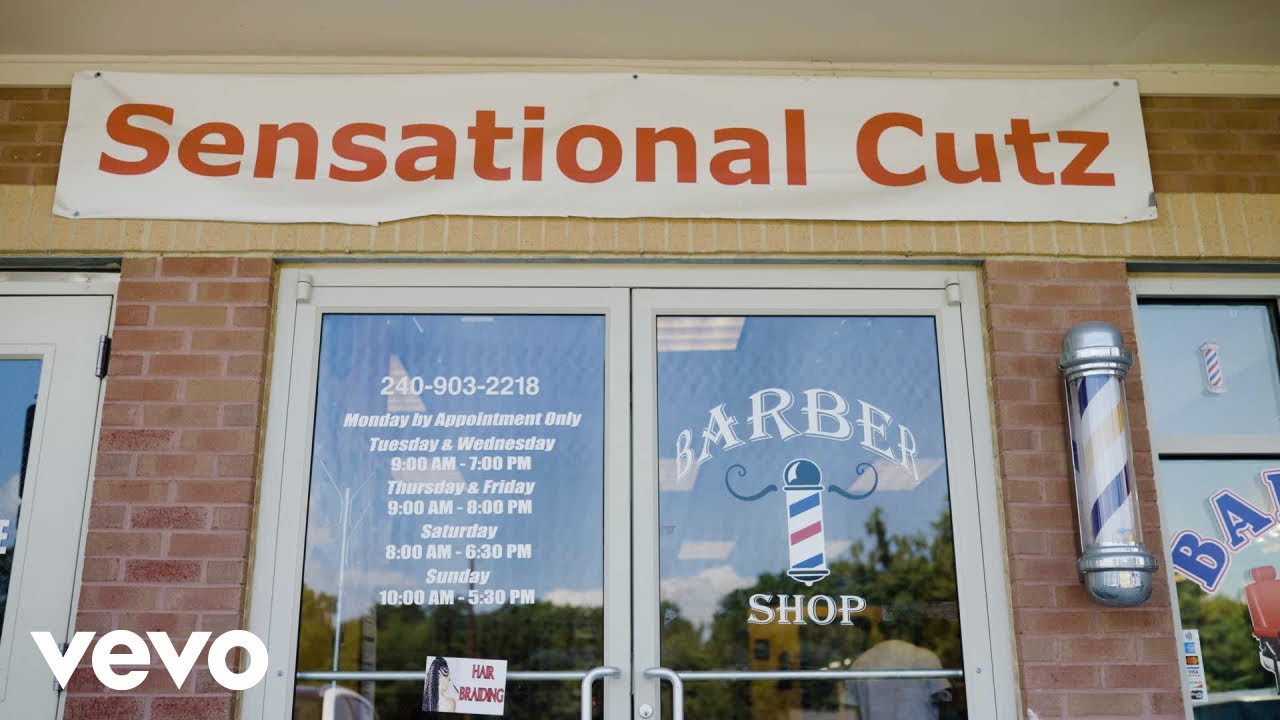 Sensational Cutz
240-903-2218
Monday by Appointment Only
Tuesday & Wednesday
9:00 AM - 7:00 PM
Thursday & Friday
9:00 AM - 8:00 PM
Saturday
8:00 AM - 6:30 PM
Sunday
10:00 AM - 5:30 PM
HAIR
BRAIDING
BARBER
SHOP
VISA
vevo